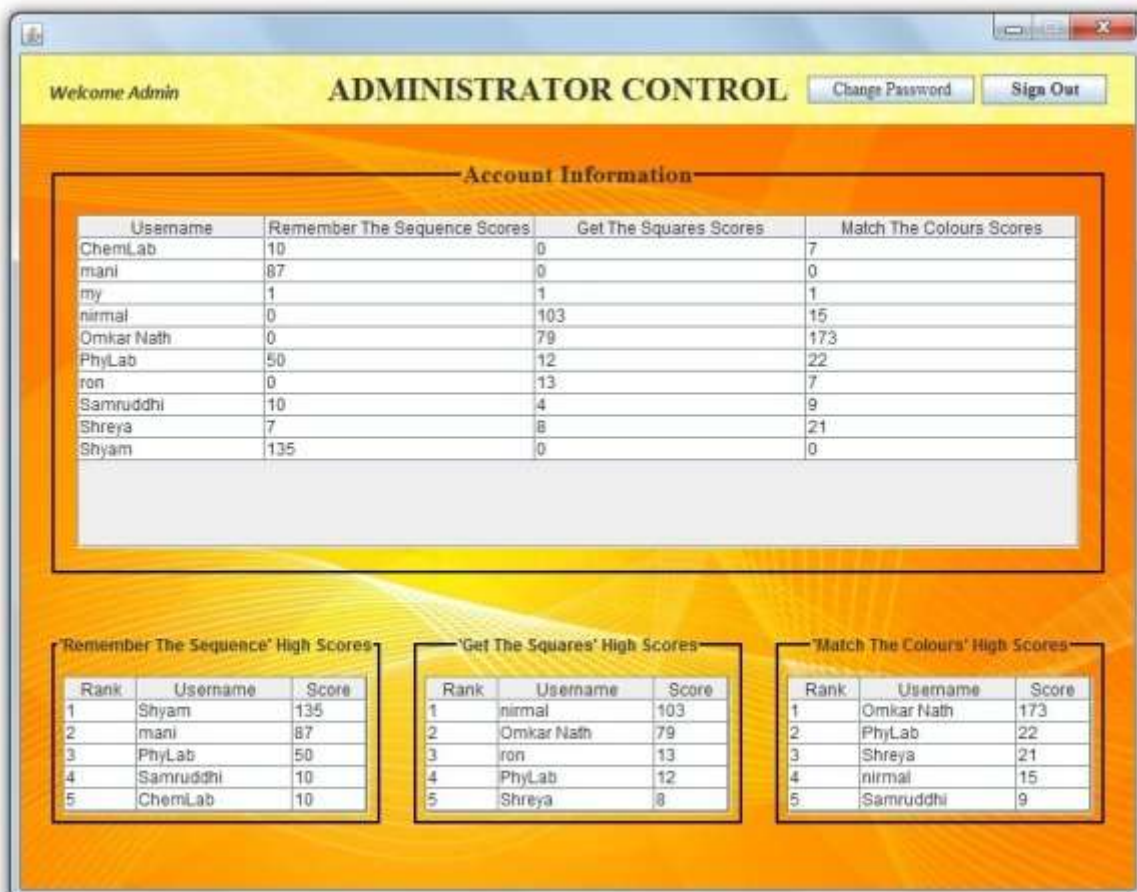 Welcome Admin ADMINISTRATOR CONTROL Change Password Sign Out
Account Information
Username Remember The Sequence Scores Get The Squares Scores Match The Colours Scores
ChemLab 10 0 7
mani 87 0 0
my 1 1 1
nirmal 0 103 15
Omkar Nath 0 79 173
PhyLab 50 12 22
ron 0 13 7
Samruddhi 10 4 9
Shreya 7 8 21
Shyam 135 0 0
'Remember The Sequence' High Scores
Rank Username Score
1 Shyam 135
2 mani 87
3 PhyLab 50
4 Samruddhi 10
5 ChemLab 10
'Get The Squares' High Scores
Rank Username Score
1 nirmal 103
2 Omkar Nath 79
3 ron 13
4 PhyLab 12
5 Shreya 8
'Match The Colours' High Scores
Rank Username Score
1 Omkar Nath 173
2 PhyLab 22
3 Shreya 21
4 nirmal 15
5 Samruddhi 9